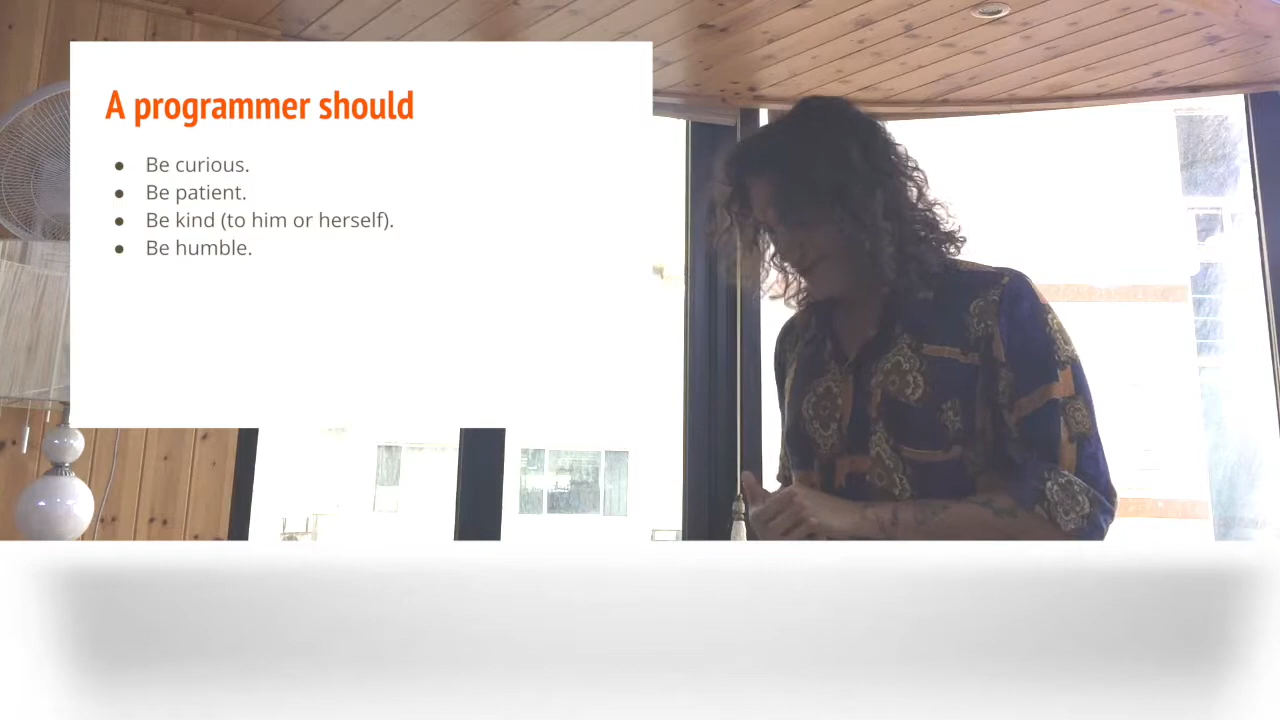 A programmer should
● Be curious.
● Be patient.
● Be kind (to him or herself).
● Be humble.